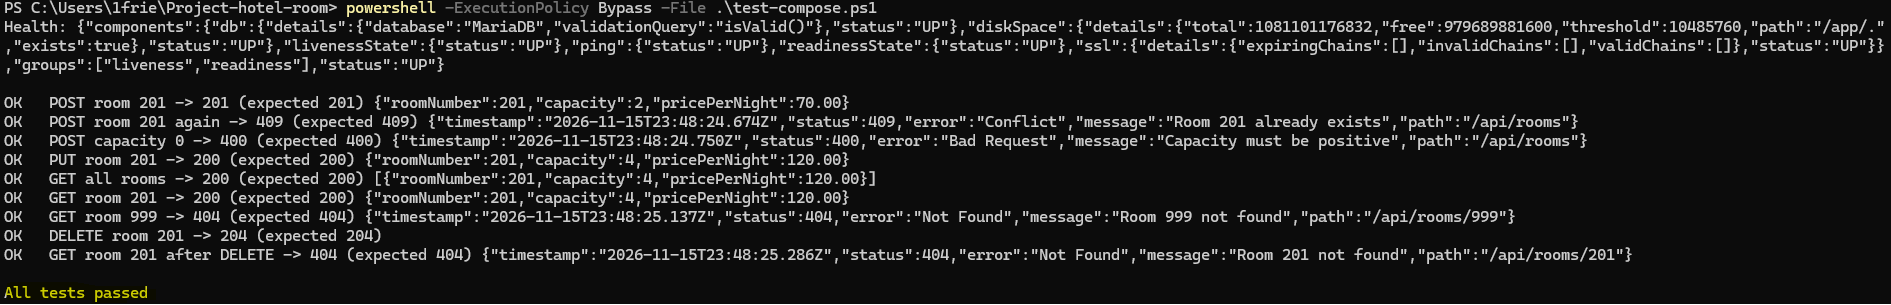 PS C:\Users\1frie\Project-hotel-room> powershell -ExecutionPolicy Bypass -File .\test-compose.ps1
Health: {"components":{"db":{"details":{"database":"MariaDB","validationQuery":"isValid()"},"status":"UP"},"diskSpace":{"details":{"total":1081101176832,"free":979689881600,"threshold":10485760,"path":"/app/."
,"exists":true},"status":"UP"},"livenessState":{"status":"UP"},"ping":{"status":"UP"},"readinessState":{"status":"UP"},"ssl":{"details":{"expiringChains":[],"invalidChains":[],"validChains":[]},"status":"UP"}}
,"groups":["liveness","readiness"],"status":"UP"}
OK   POST room 201 -> 201 (expected 201) {"roomNumber":201,"capacity":2,"pricePerNight":70.00}
OK   POST room 201 again -> 409 (expected 409) {"timestamp":"2026-11-15T23:48:24.674Z","status":409,"error":"Conflict","message":"Room 201 already exists","path":"/api/rooms"}
OK   POST capacity 0 -> 400 (expected 400) {"timestamp":"2026-11-15T23:48:24.750Z","status":400,"error":"Bad Request","message":"Capacity must be positive","path":"/api/rooms"}
OK   PUT room 201 -> 200 (expected 200) {"roomNumber":201,"capacity":4,"pricePerNight":120.00}
OK   GET all rooms -> 200 (expected 200) [{"roomNumber":201,"capacity":4,"pricePerNight":120.00}]
OK   GET room 201 -> 200 (expected 200) {"roomNumber":201,"capacity":4,"pricePerNight":120.00}
OK   GET room 999 -> 404 (expected 404) {"timestamp":"2026-11-15T23:48:25.137Z","status":404,"error":"Not Found","message":"Room 999 not found","path":"/api/rooms/999"}
OK   DELETE room 201 -> 204 (expected 204)
OK   GET room 201 after DELETE -> 404 (expected 404) {"timestamp":"2026-11-15T23:48:25.286Z","status":404,"error":"Not Found","message":"Room 201 not found","path":"/api/rooms/201"}
All tests passed